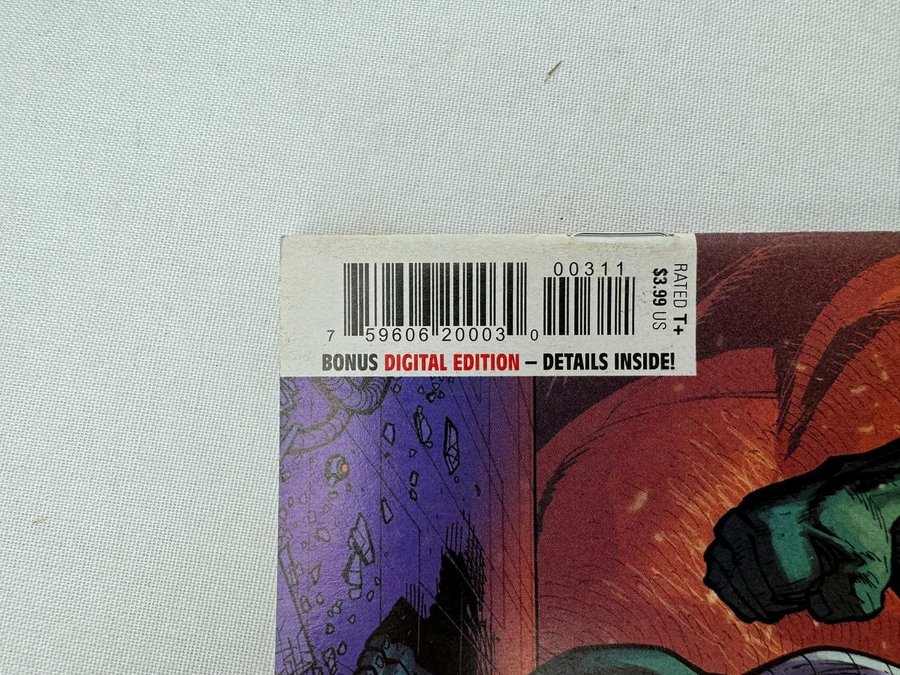 00311
7 59606 20003 0
BONUS DIGITAL EDITION – DETAILS INSIDE!
RATED T+
$3.99 US